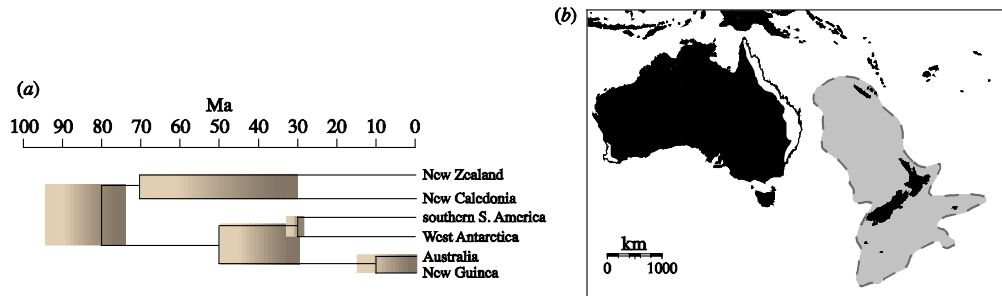 (a)
Ma
100 90 80 70 60 50 40 30 20 10 0
New Zealand
New Caledonia
southern S. America
West Antarctica
Australia
New Guinea
(b)
km
0 1000